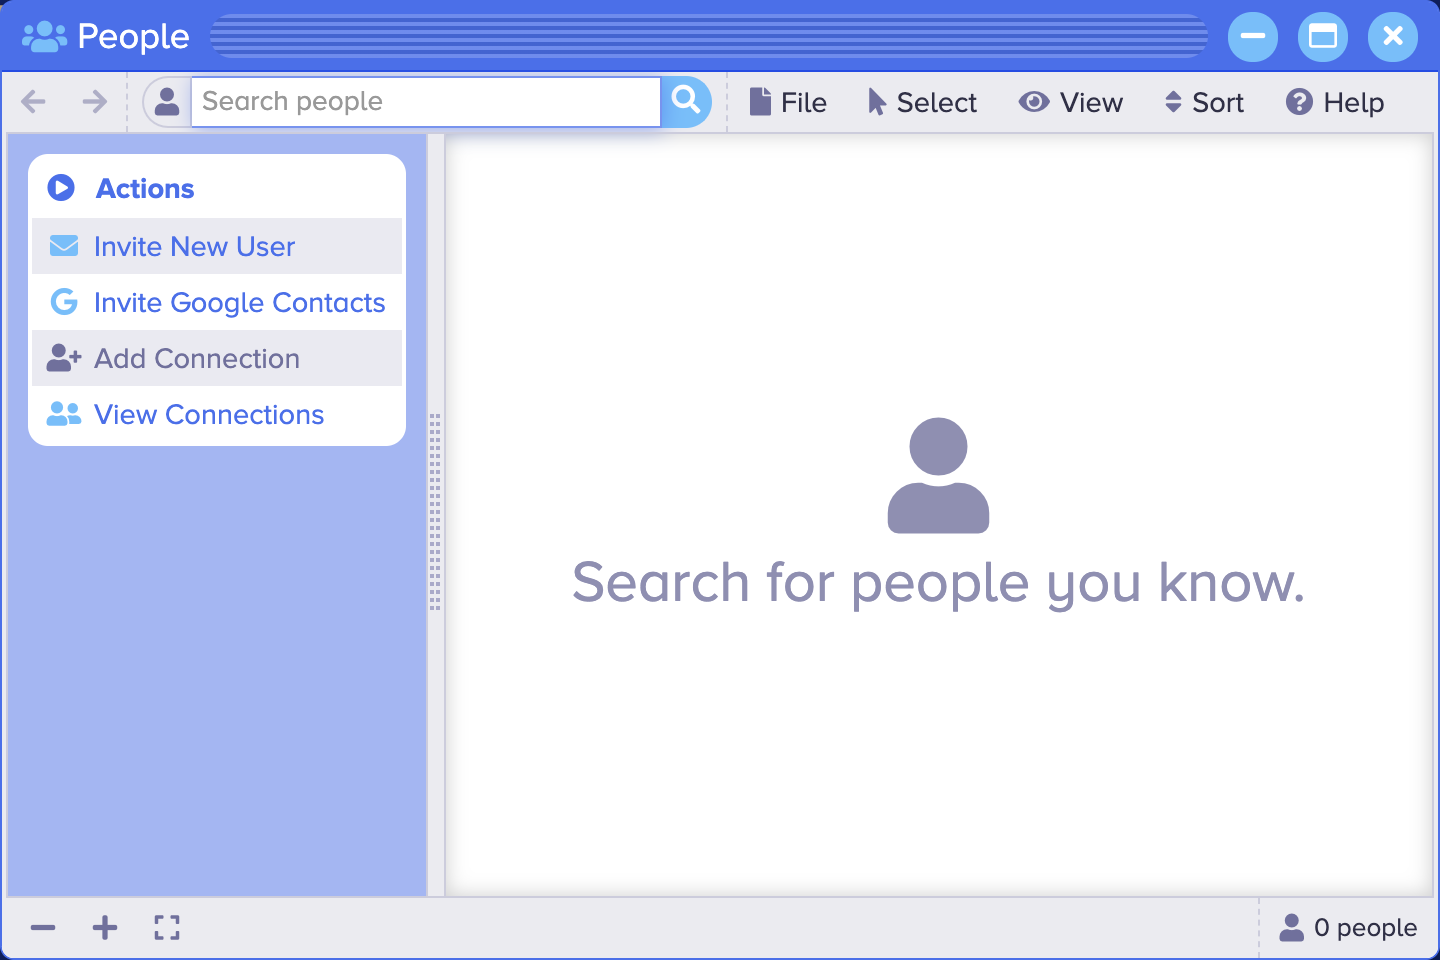 People
Search people
File
Select
View
Sort
Help
Actions
Invite New User
Invite Google Contacts
Add Connection
View Connections
Search for people you know.
0 people